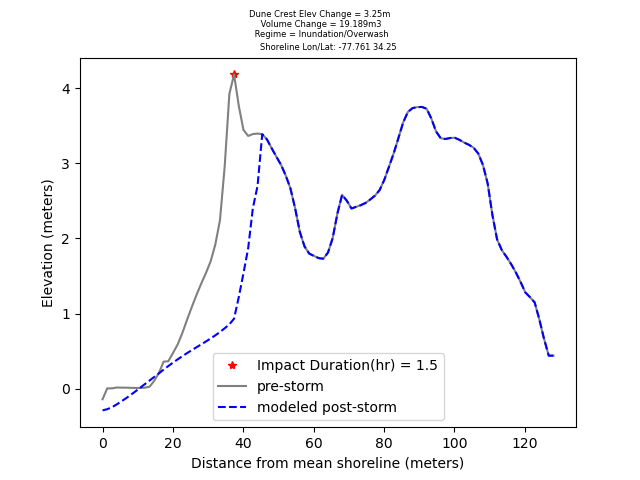 Dune Crest Elev Change = 3.25m
Volume Change = 19.189m3
Regime = Inundation/Overwash
Shoreline Lon/Lat: -77.761 34.25
4
3
2
1
0
Elevation (meters)
Impact Duration(hr) = 1.5
pre-storm
modeled post-storm
0 20 40 60 80 100 120
Distance from mean shoreline (meters)